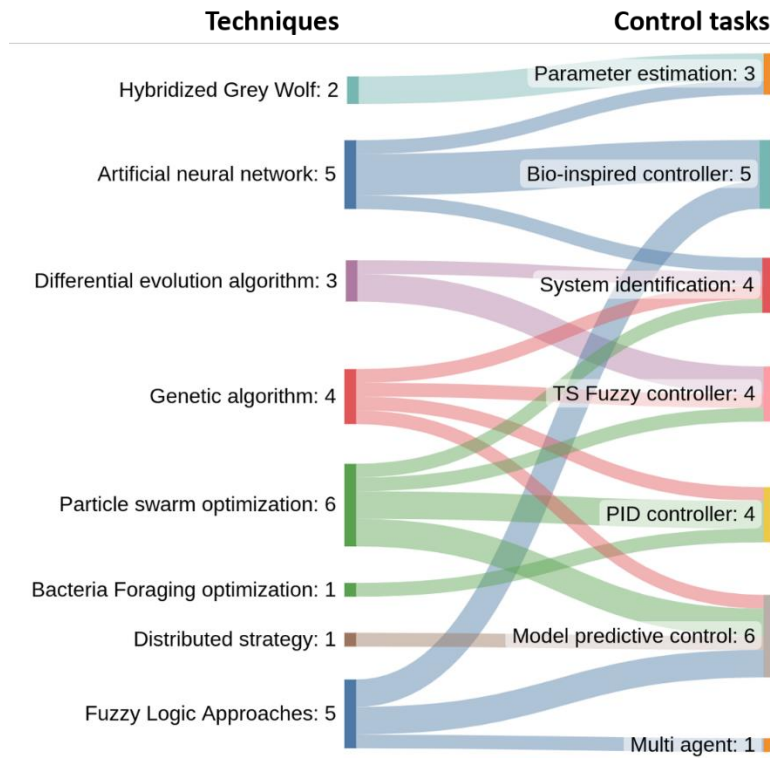 Techniques
Control tasks
Hybridized Grey Wolf: 2
Artificial neural network: 5
Differential evolution algorithm: 3
Genetic algorithm: 4
Particle swarm optimization: 6
Bacteria Foraging optimization: 1
Distributed strategy: 1
Fuzzy Logic Approaches: 5
Parameter estimation: 3
Bio-inspired controller: 5
System identification: 4
TS Fuzzy controller: 4
PID controller: 4
Model predictive control: 6
Multi agent: 1